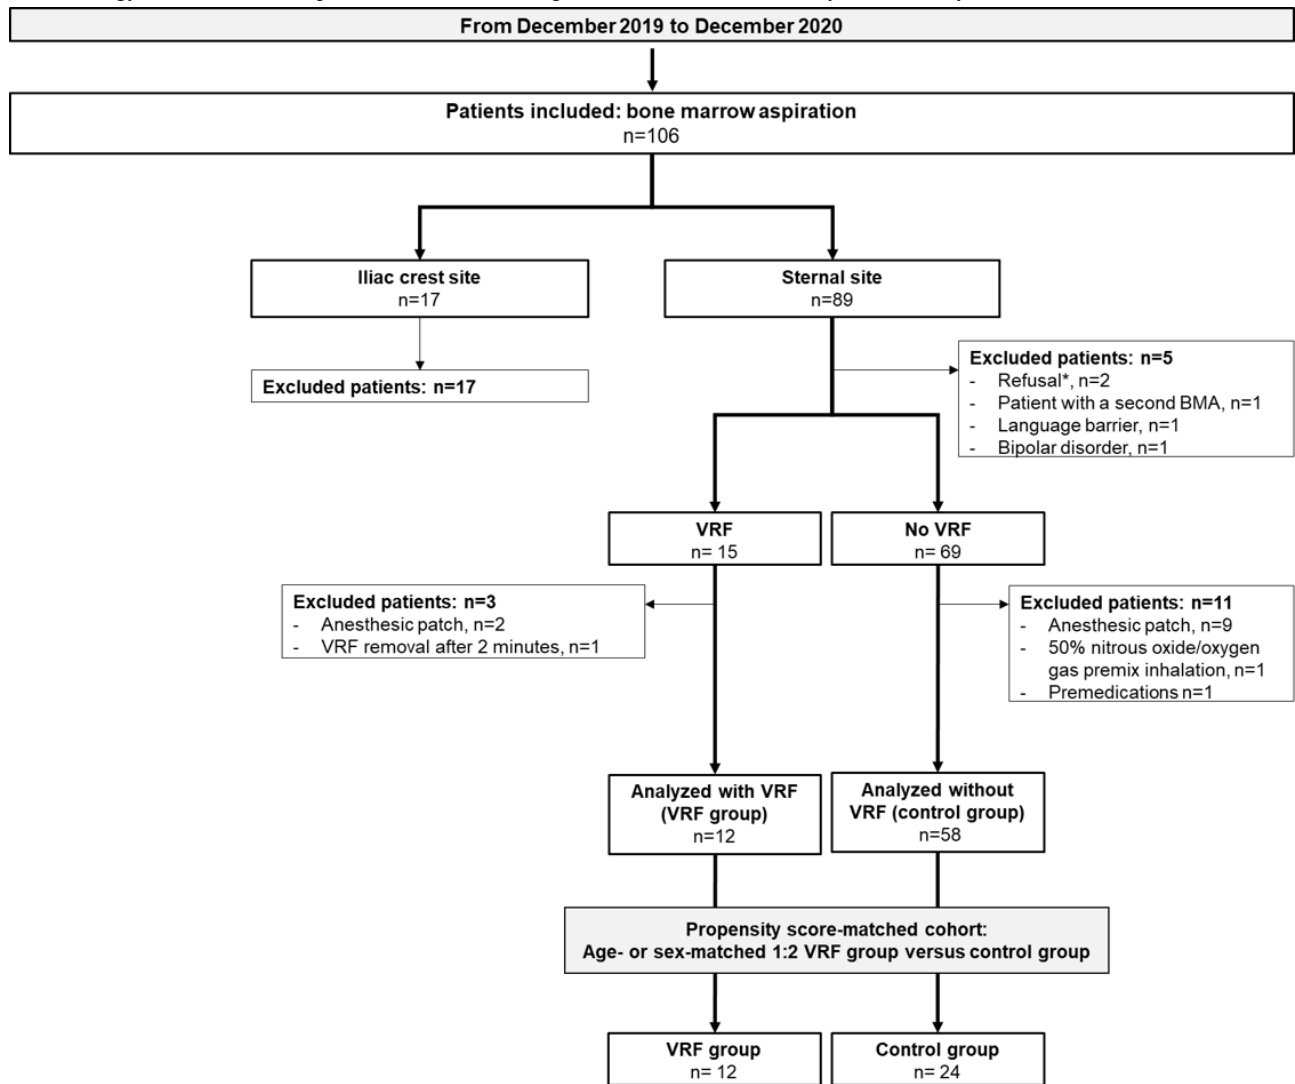 From December 2019 to December 2020
Patients included: bone marrow aspiration
n=106
Iliac crest site
n=17
Sternal site
n=89
Excluded patients: n=17
Excluded patients: n=5
- Refusal*, n=2
- Patient with a second BMA, n=1
- Language barrier, n=1
- Bipolar disorder, n=1
VRF
n= 15
No VRF
n= 69
Excluded patients: n=3
- Anesthesic patch, n=2
- VRF removal after 2 minutes, n=1
Excluded patients: n=11
- Anesthesic patch, n=9
- 50% nitrous oxide/oxygen
gas premix inhalation, n=1
- Premedications n=1
Analyzed with VRF
(VRF group)
n=12
Analyzed without
VRF (control group)
n=58
Propensity score-matched cohort:
Age- or sex-matched 1:2 VRF group versus control group
VRF group
n= 12
Control group
n= 24